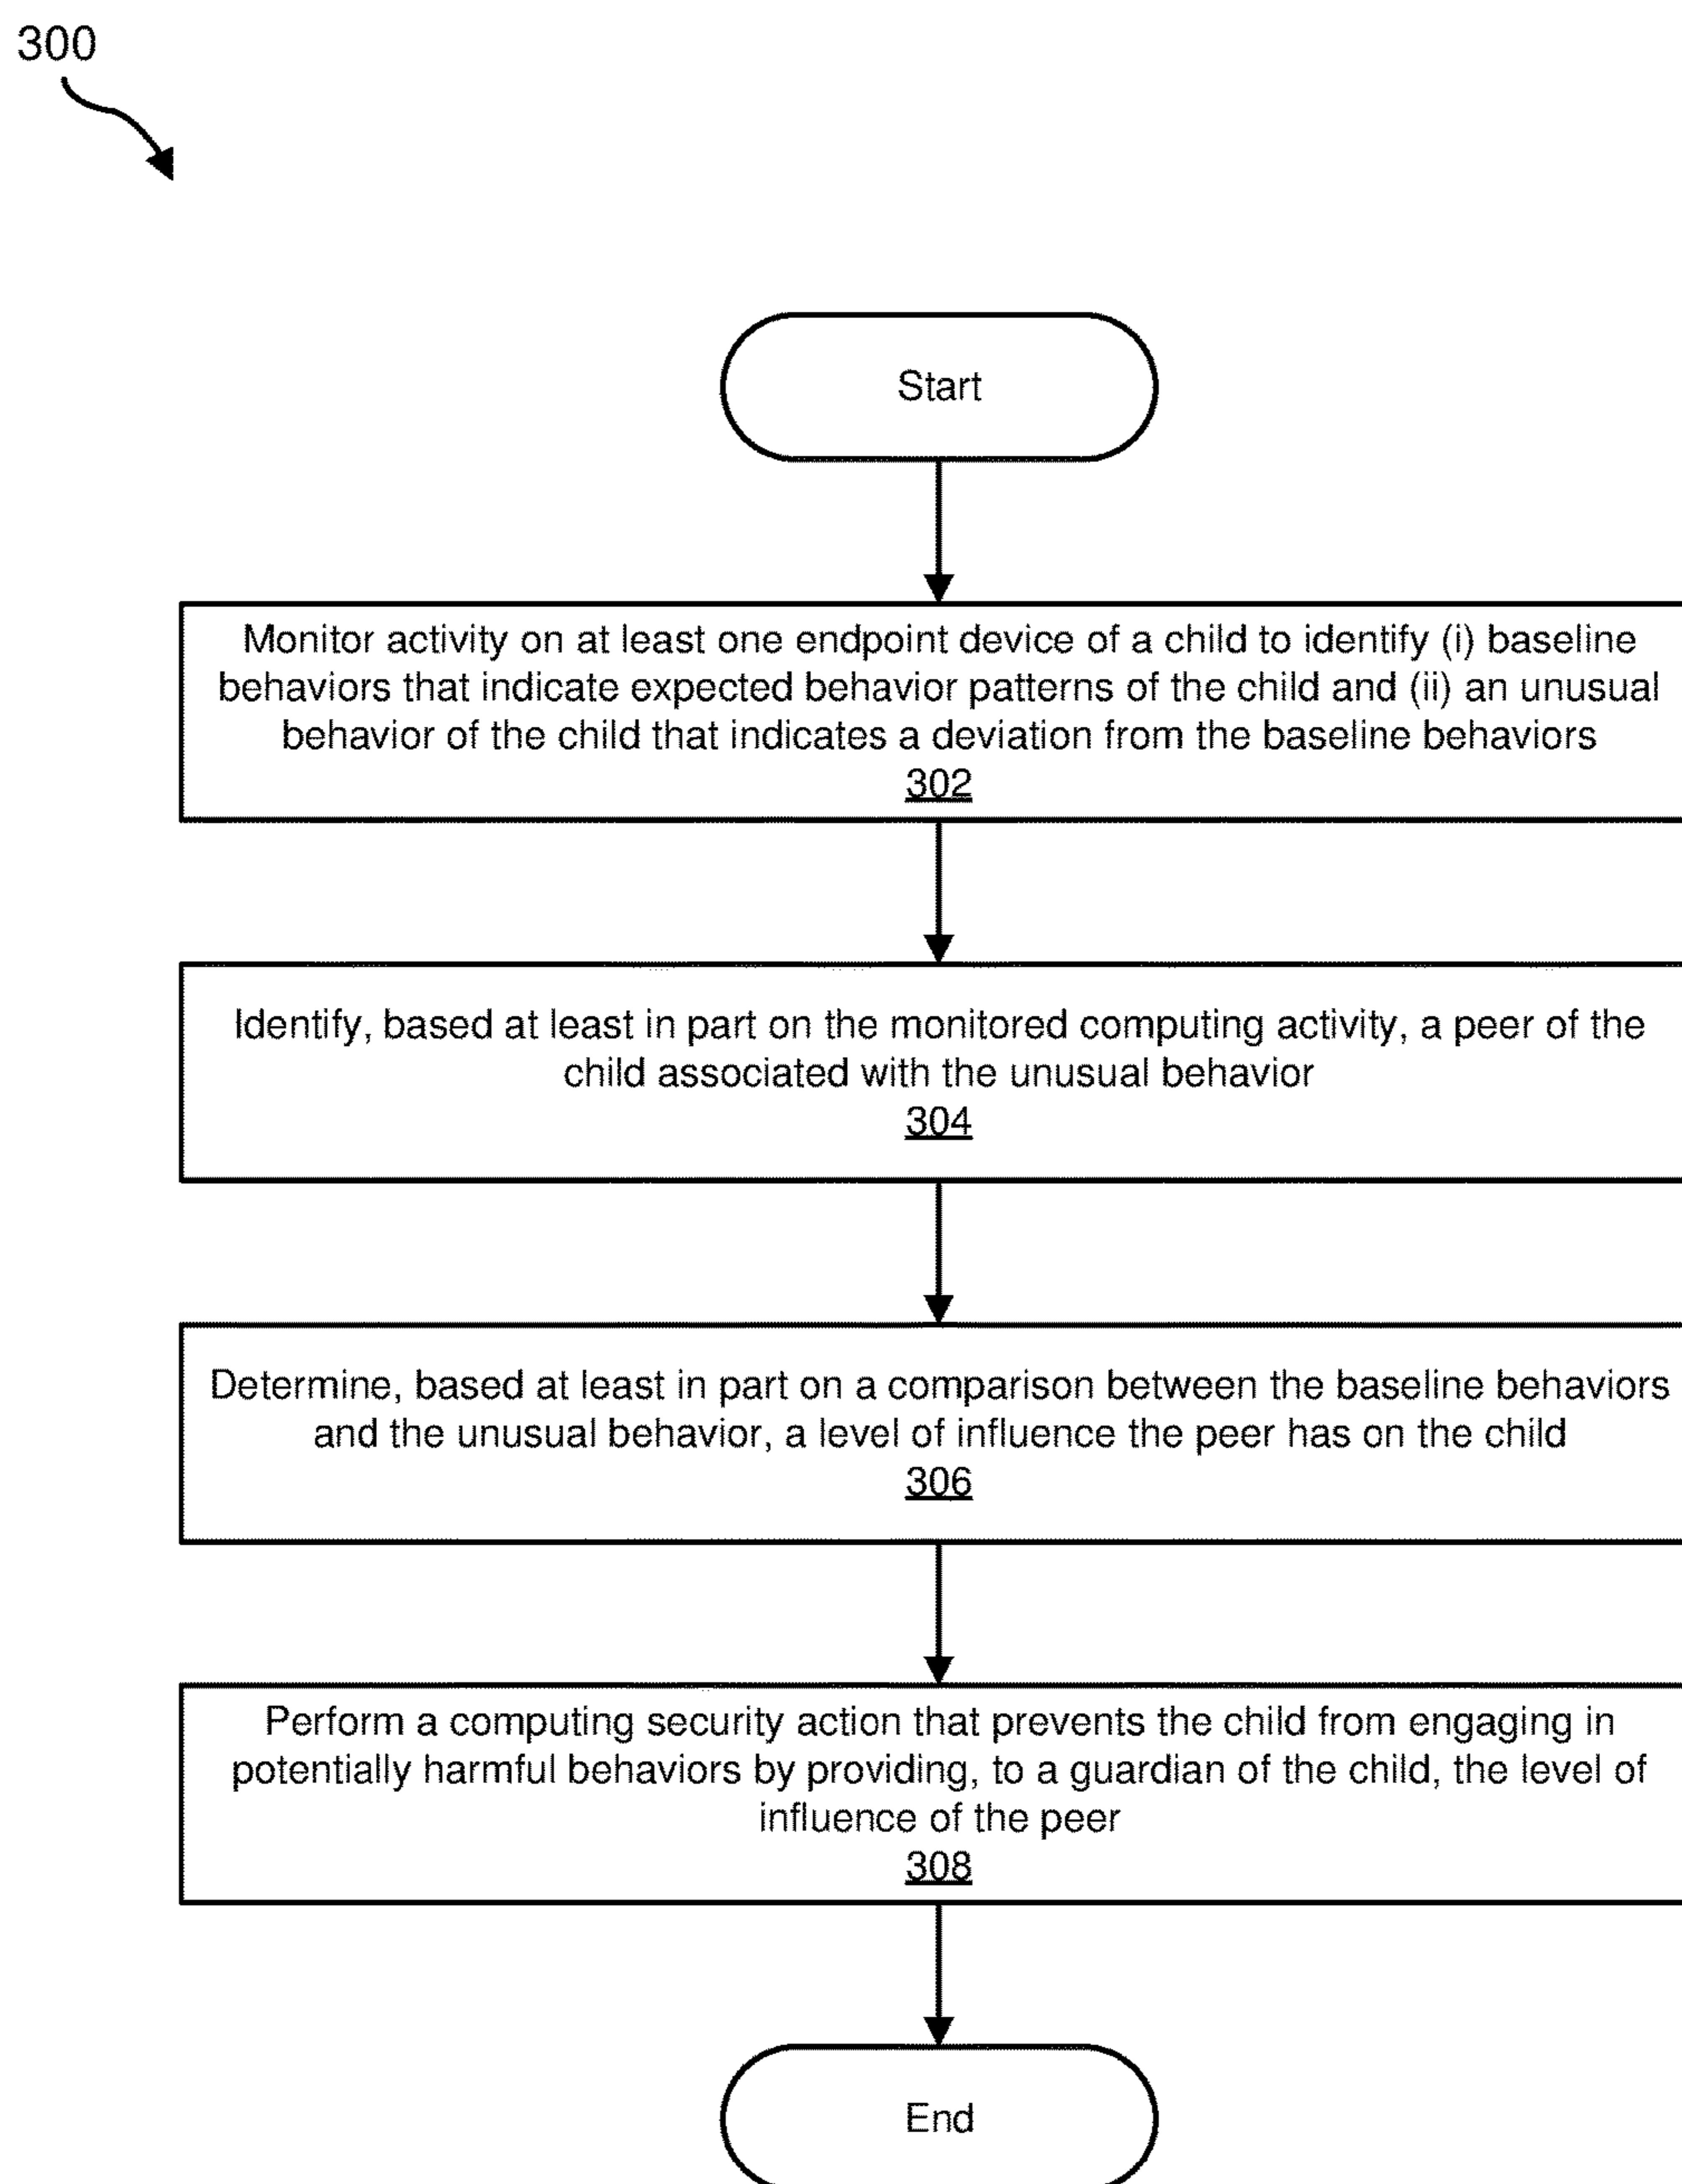 300
Start
Monitor activity on at least one endpoint device of a child to identify (i) baseline
behaviors that indicate expected behavior patterns of the child and (ii) an unusual
behavior of the child that indicates a deviation from the baseline behaviors
302
Identify, based at least in part on the monitored computing activity, a peer of the
child associated with the unusual behavior
304
Determine, based at least in part on a comparison between the baseline behaviors
and the unusual behavior, a level of influence the peer has on the child
306
Perform a computing security action that prevents the child from engaging in
potentially harmful behaviors by providing, to a guardian of the child, the level of
influence of the peer
308
End